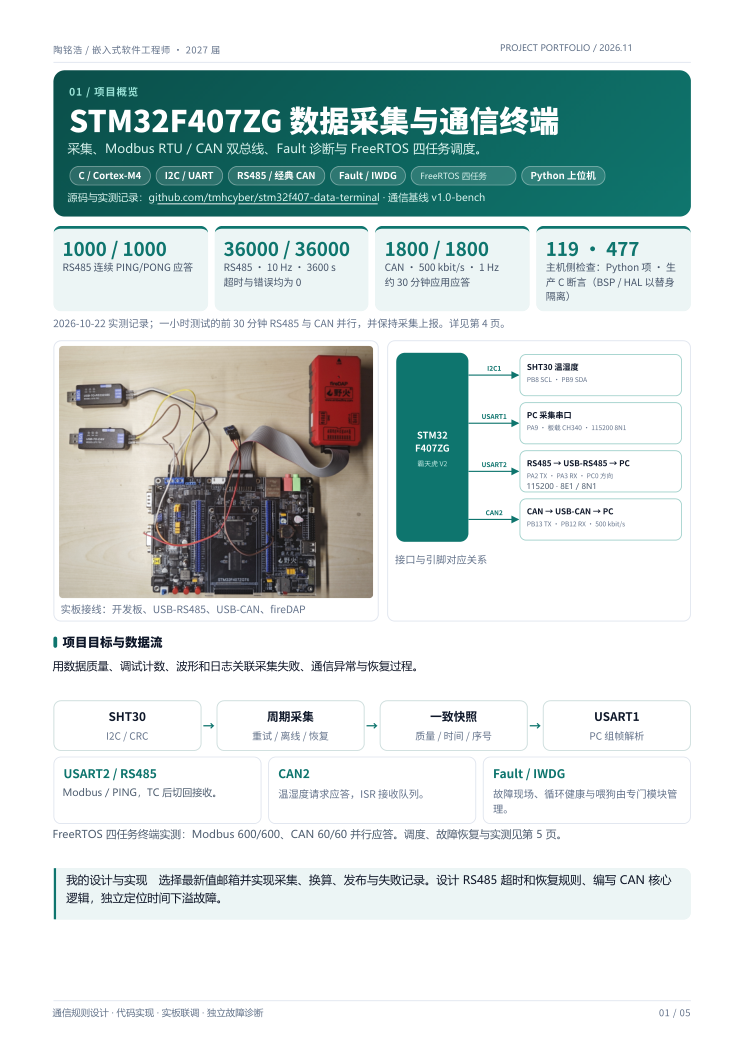 陶铭浩 / 嵌入式软件工程师 · 2027 届
PROJECT PORTFOLIO / 2026.11
01 / 项目概览
STM32F407ZG 数据采集与通信终端
采集、Modbus RTU / CAN 双总线、Fault 诊断与 FreeRTOS 四任务调度。
C / Cortex-M4
I2C / UART
RS485 / 经典 CAN
Fault / IWDG
FreeRTOS 四任务
Python 上位机
源码与实测记录：github.com/tmhcyber/stm32f407-data-terminal · 通信基线 v1.0-bench
1000 / 1000
RS485 连续 PING/PONG 应答
36000 / 36000
RS485 · 10 Hz · 3600 s
超时与错误均为 0
1800 / 1800
CAN · 500 kbit/s · 1 Hz
约 30 分钟应用应答
119 · 477
主机侧检查：Python 项 · 生
产 C 断言（BSP / HAL 以替身
隔离）
2026-10-22 实测记录；一小时测试的前 30 分钟 RS485 与 CAN 并行，并保持采集上报。详见第 4 页。
fireDAP
野火
实板接线：开发板、USB-RS485、USB-CAN、fireDAP
STM32
F407ZG
霸天虎 V2
I2C1
SHT30 温湿度
PB8 SCL · PB9 SDA
USART1
PC 采集串口
PA9 · 板载 CH340 · 115200 8N1
USART2
RS485 → USB-RS485 → PC
PA2 TX · PA3 RX · PC0 方向
115200 · 8E1 / 8N1
CAN2
CAN → USB-CAN → PC
PB13 TX · PB12 RX · 500 kbit/s
接口与引脚对应关系
项目目标与数据流
用数据质量、调试计数、波形和日志关联采集失败、通信异常与恢复过程。
SHT30
I2C / CRC
→
周期采集
重试 / 离线 / 恢复
→
一致快照
质量 / 时间 / 序号
→
USART1
PC 组帧解析
USART2 / RS485
Modbus / PING，TC 后切回接收。
CAN2
温湿度请求应答，ISR 接收队列。
Fault / IWDG
故障现场、循环健康与喂狗由专门模块管
理。
FreeRTOS 四任务终端实测：Modbus 600/600、CAN 60/60 并行应答。调度、故障恢复与实测见第 5 页。
我的设计与实现 选择最新值邮箱并实现采集、换算、发布与失败记录。设计 RS485 超时和恢复规则、编写 CAN 核心
逻辑，独立定位时间下溢故障。
通信规则设计 · 代码实现 · 实板联调 · 独立故障诊断
01 / 05